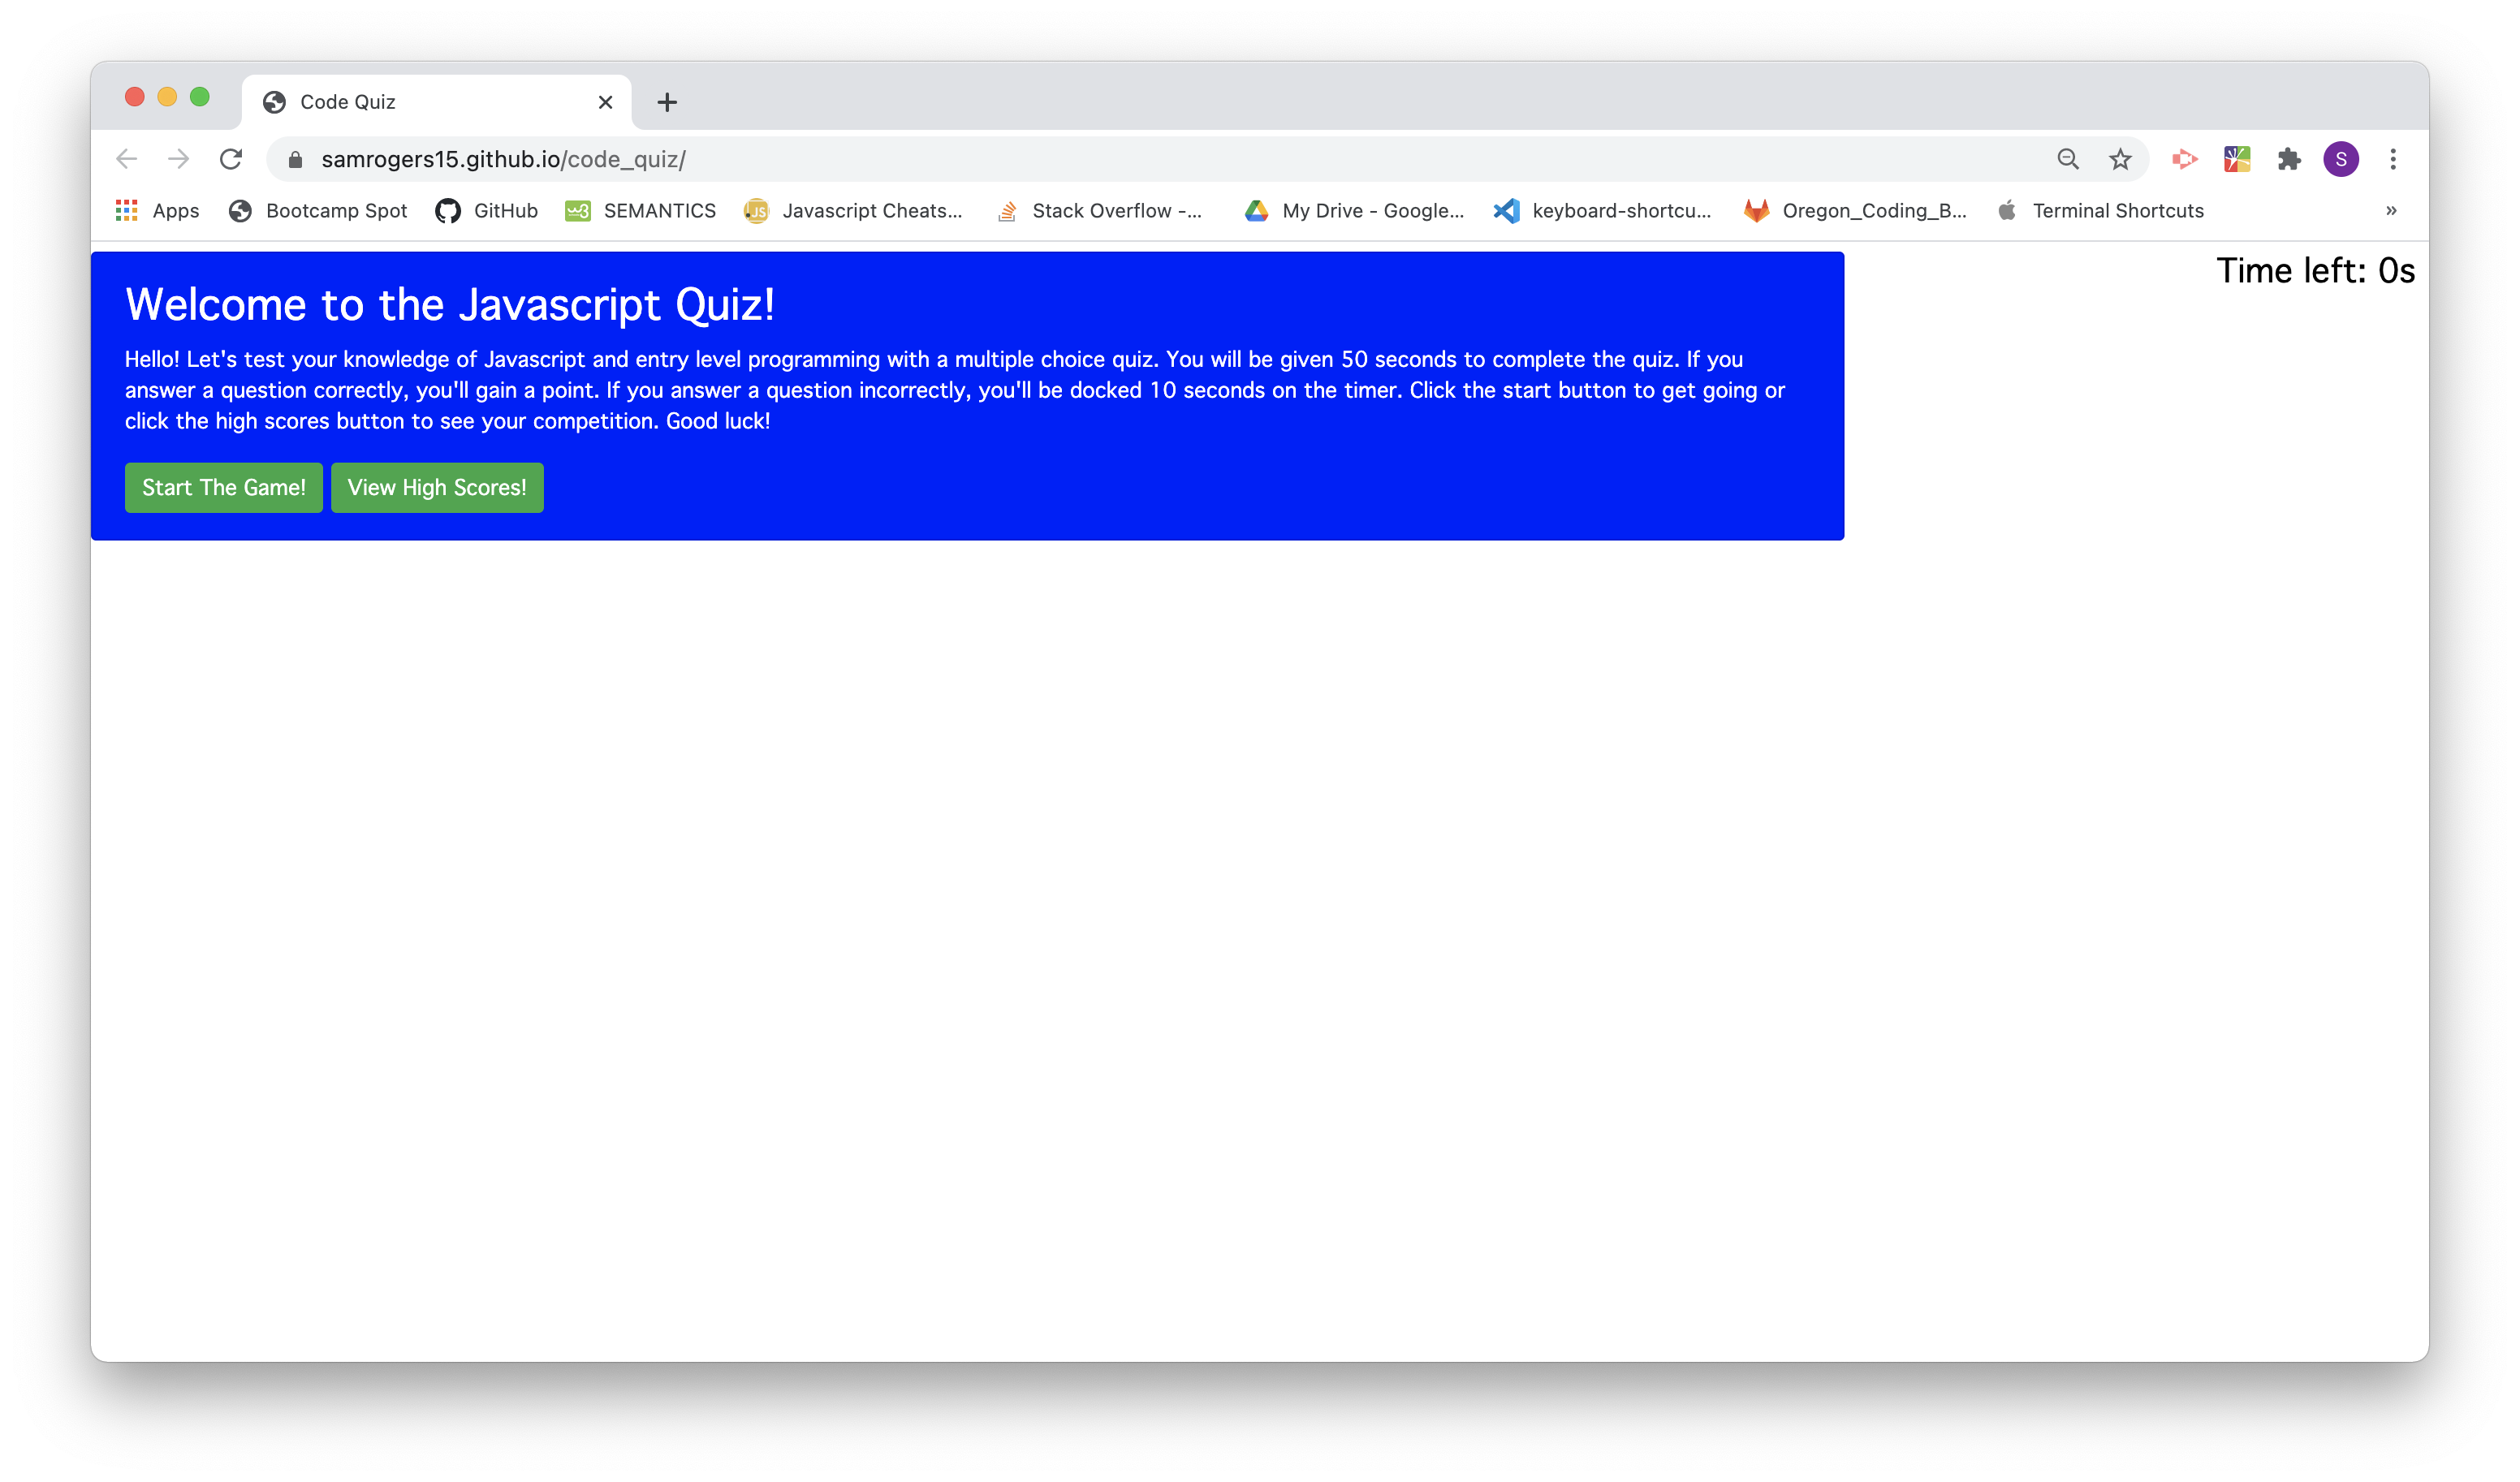 Code Quiz
samrogers15.github.io/code_quiz/
S
Apps Bootcamp Spot GitHub w3 SEMANTICS JS Javascript Cheats... Stack Overflow -... My Drive - Google... keyboard-shortcu... Oregon_Coding_B... Terminal Shortcuts »
Time left: 0s
Welcome to the Javascript Quiz!
Hello! Let's test your knowledge of Javascript and entry level programming with a multiple choice quiz. You will be given 50 seconds to complete the quiz. If you
answer a question correctly, you'll gain a point. If you answer a question incorrectly, you'll be docked 10 seconds on the timer. Click the start button to get going or
click the high scores button to see your competition. Good luck!
Start The Game! View High Scores!